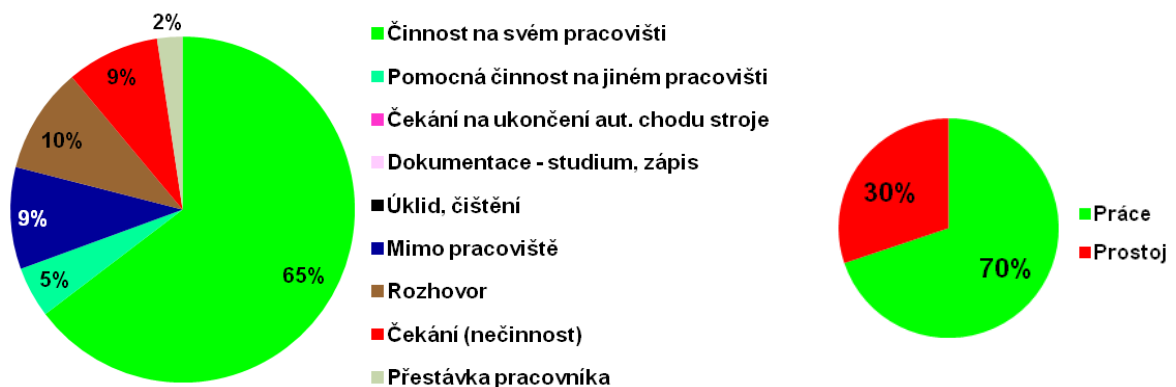 2%
9%
10%
9%
5%
65%
Činnost na svém pracovišti
Pomocná činnost na jiném pracovišti
Čekání na ukončení aut. chodu stroje
Dokumentace - studium, zápis
Úklid, čištění
Mimo pracoviště
Rozhovor
Čekání (nečinnost)
Přestávka pracovníka
30%
70%
Práce
Prostoj